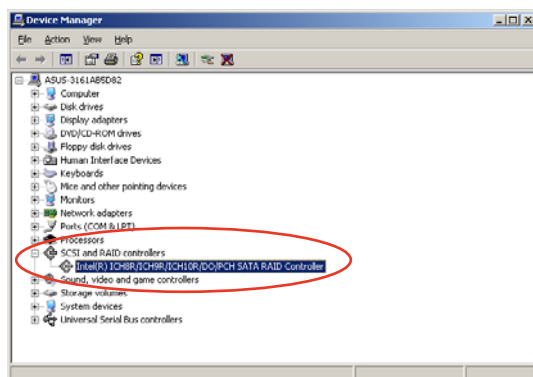 Device Manager
File Action View Help
ASUS-3161A85D82
Computer
Disk drives
Display adapters
DVD/CD-ROM drives
Floppy disk drives
Human Interface Devices
Keyboards
Mice and other pointing devices
Monitors
Network adapters
Ports (COM & LPT)
Processors
SCSI and RAID controllers
Intel(R) ICH8R/ICH9R/ICH10R/DO/PCH SATA RAID Controller
Sound, video and game controllers
Storage volumes
System devices
Universal Serial Bus controllers